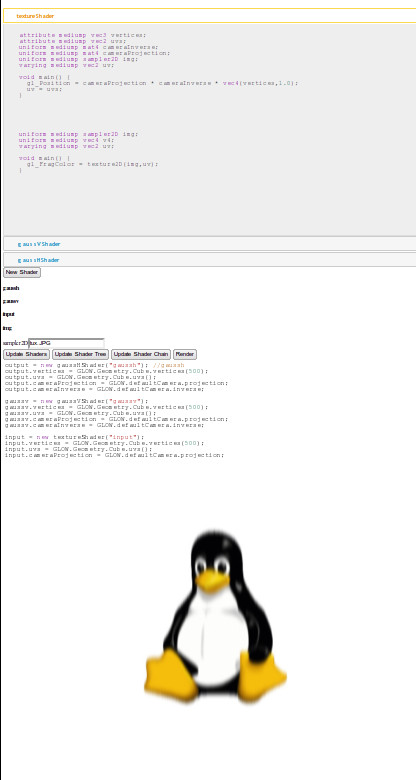 textureShader
attribute mediump vec3 vertices;
attribute mediump vec2 uvs;
uniform mediump mat4 cameraInverse;
uniform mediump mat4 cameraProjection;
uniform mediump sampler2D img;
varying mediump vec2 uv;
void main() {
gl_Position = cameraProjection * cameraInverse * vec4(vertices,1.0);
uv = uvs;
}
uniform mediump sampler2D img;
uniform mediump vec4 v4;
varying mediump vec2 uv;
void main() {
gl_FragColor = texture2D(img,uv);
}
gaussVShader
gaussHShader
New Shader
gaussh
gaussv
input
img
sampler2D tux.JPG
Update Shaders Update Shader Tree Update Shader Chain Render
output = new gaussHShader("gaussh"); //gaussh
output.vertices = GLOW.Geometry.Cube.vertices(500);
output.uvs = GLOW.Geometry.Cube.uvs();
output.cameraProjection = GLOW.defaultCamera.projection;
output.cameraInverse = GLOW.defaultCamera.inverse;
gaussv = new gaussVShader("gaussv");
gaussv.vertices = GLOW.Geometry.Cube.vertices(500);
gaussv.uvs = GLOW.Geometry.Cube.uvs();
gaussv.cameraProjection = GLOW.defaultCamera.projection;
gaussv.cameraInverse = GLOW.defaultCamera.inverse;
input = new textureShader("input");
input.vertices = GLOW.Geometry.Cube.vertices(500);
input.uvs = GLOW.Geometry.Cube.uvs();
input.cameraProjection = GLOW.defaultCamera.projection;